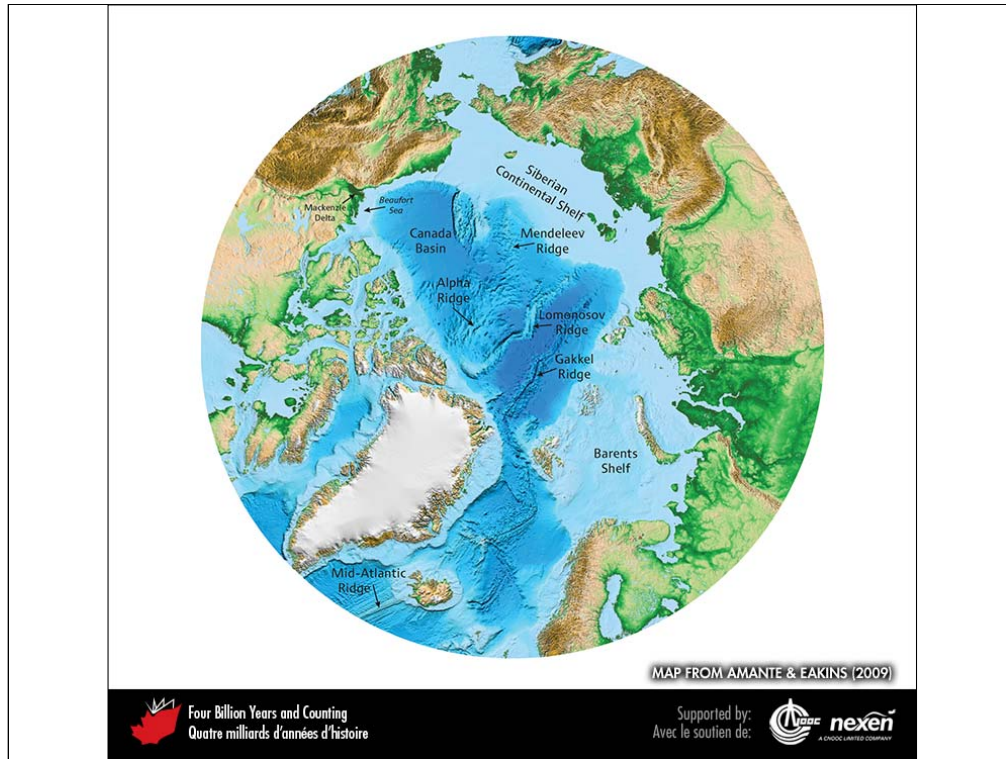 Siberian
Continental Shelf
Beaufort
Sea
Mackenzie
Delta
Canada
Basin
Mendeleev
Ridge
Alpha
Ridge
Lomonosov
Ridge
Gakkel
Ridge
Barents
Shelf
Mid-Atlantic
Ridge
MAP FROM AMANTE & EAKINS (2009)
Four Billion Years and Counting
Quatre milliards d'années d'histoire
Supported by:
Avec le soutien de:
CNOOC
nexen
A CNOOC LIMITED COMPANY